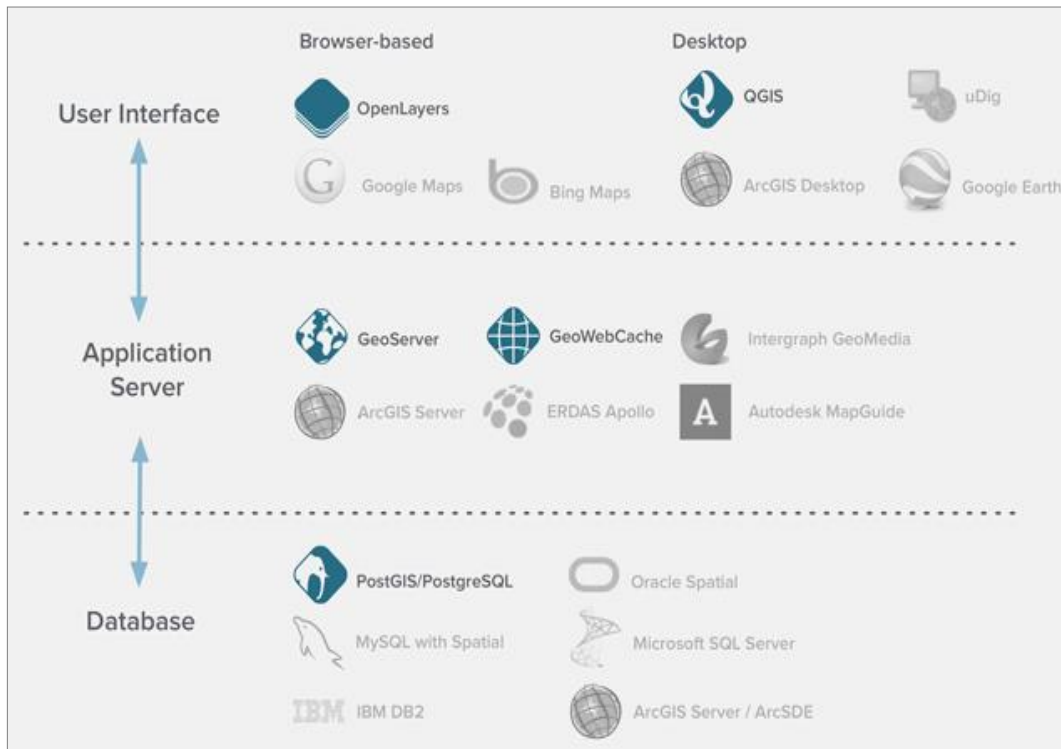 Browser-based
Desktop
User Interface
OpenLayers
QGIS
uDig
G
Google Maps
Bing Maps
ArcGIS Desktop
Google Earth
Application
Server
GeoServer
GeoWebCache
Intergraph GeoMedia
ArcGIS Server
ERDAS Apollo
A
Autodesk MapGuide
Database
PostGIS/PostgreSQL
Oracle Spatial
MySQL with Spatial
Microsoft SQL Server
IBM
IBM DB2
ArcGIS Server / ArcSDE